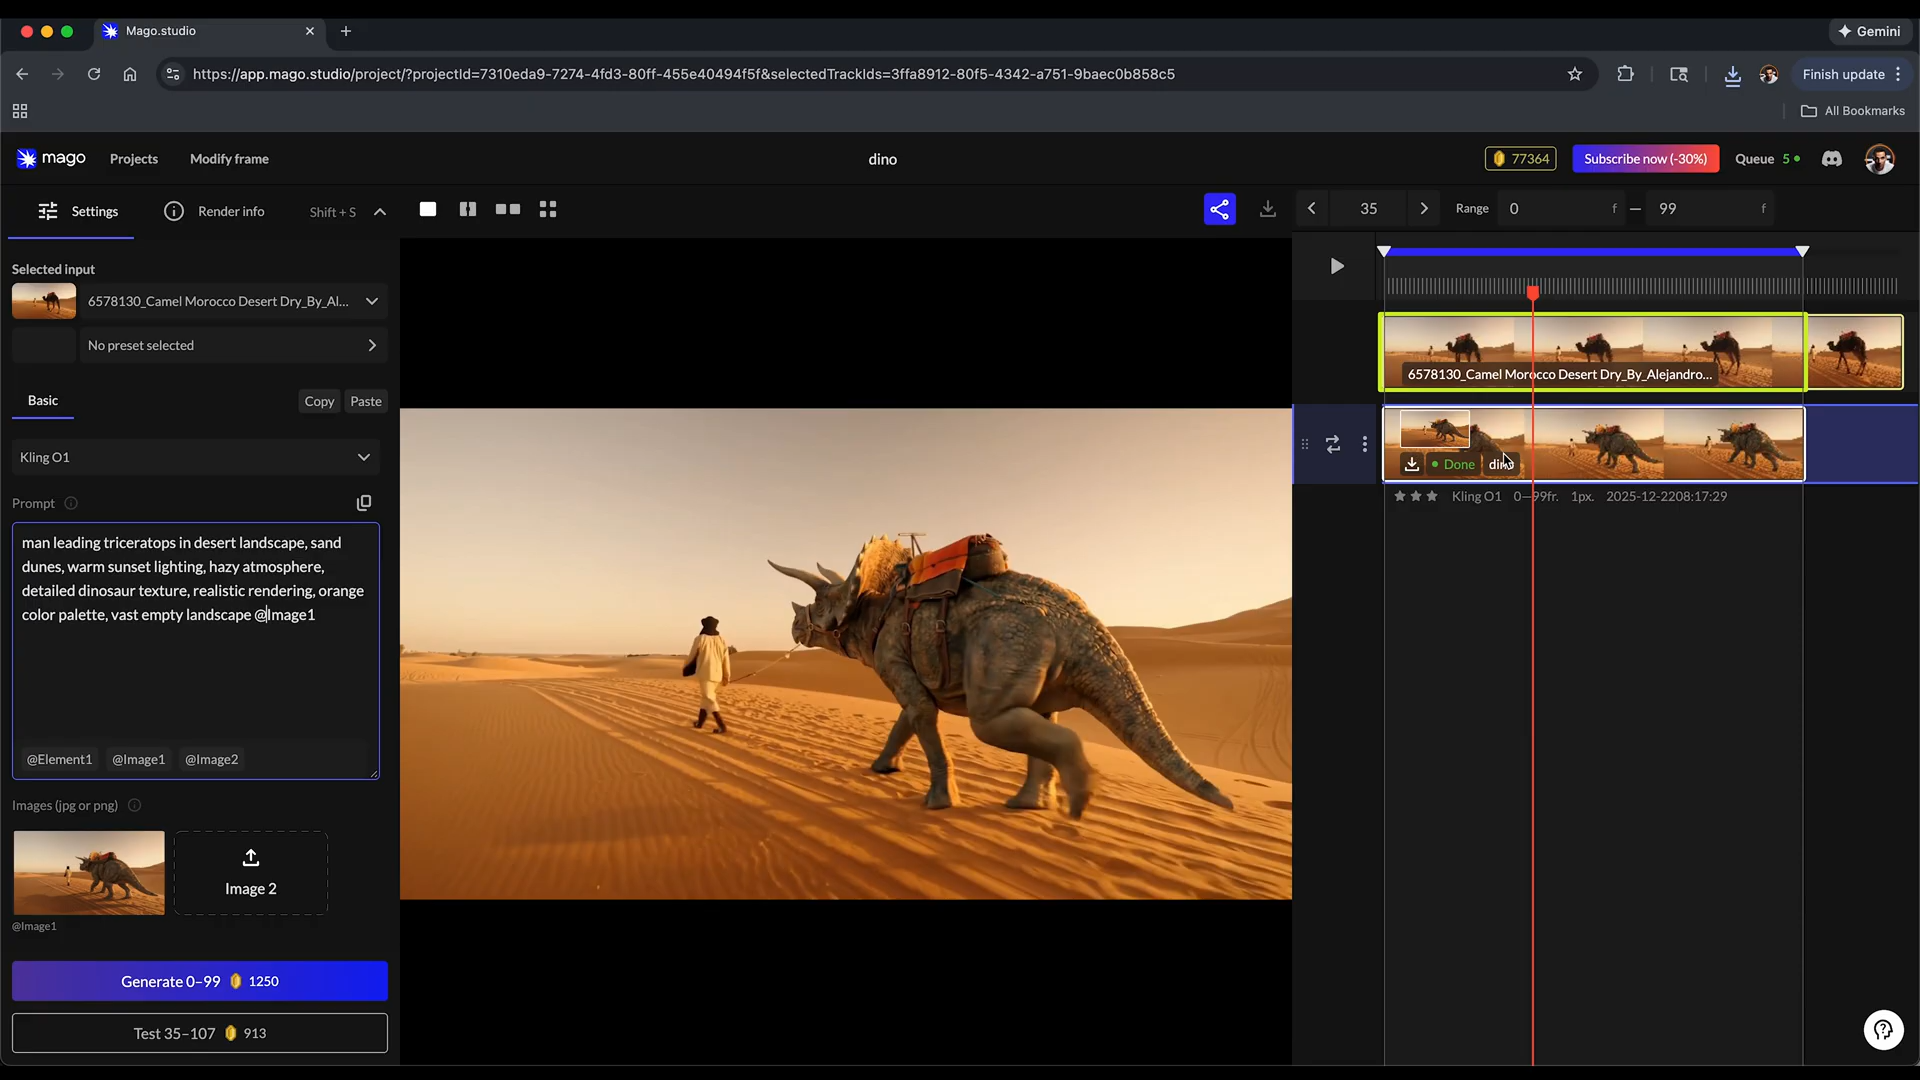 Mago.studio
Gemini
https://app.mago.studio/project/?projectId=7310eda9-7274-4fd3-80ff-455e40494f5f&selectedTrackIds=3ffa8912-80f5-4342-a751-9baec0b858c5
Finish update
All Bookmarks
mago
Projects
Modify frame
dino
77364
Subscribe now (-30%)
Queue 5
Settings
Render info
Shift + S
35
Range 0 f — 99 f
Selected input
6578130_Camel Morocco Desert Dry_By_Al...
No preset selected
6578130_Camel Morocco Desert Dry_By_Alejandro...
Basic
Copy
Paste
Kling O1
Done
dino
Kling O1 0—99fr. 1px. 2025-12-2208:17:29
Prompt
man leading triceratops in desert landscape, sand
dunes, warm sunset lighting, hazy atmosphere,
detailed dinosaur texture, realistic rendering, orange
color palette, vast empty landscape @Image1
@Element1 @Image1 @Image2
Images (jpg or png)
Image 2
@Image1
Generate 0–99 1250
Test 35–107 913